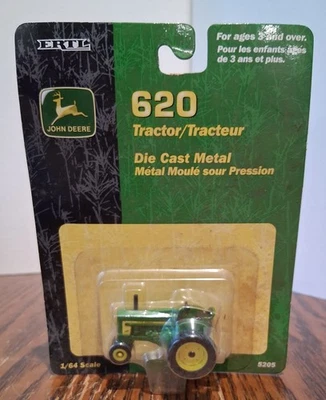 ERTL
For ages 3 and over.
Pour les enfants âgés
de 3 ans et plus.
JOHN DEERE
620
Tractor/Tracteur
Die Cast Metal
Métal Moulé sour Pression
1/64 Scale
5205